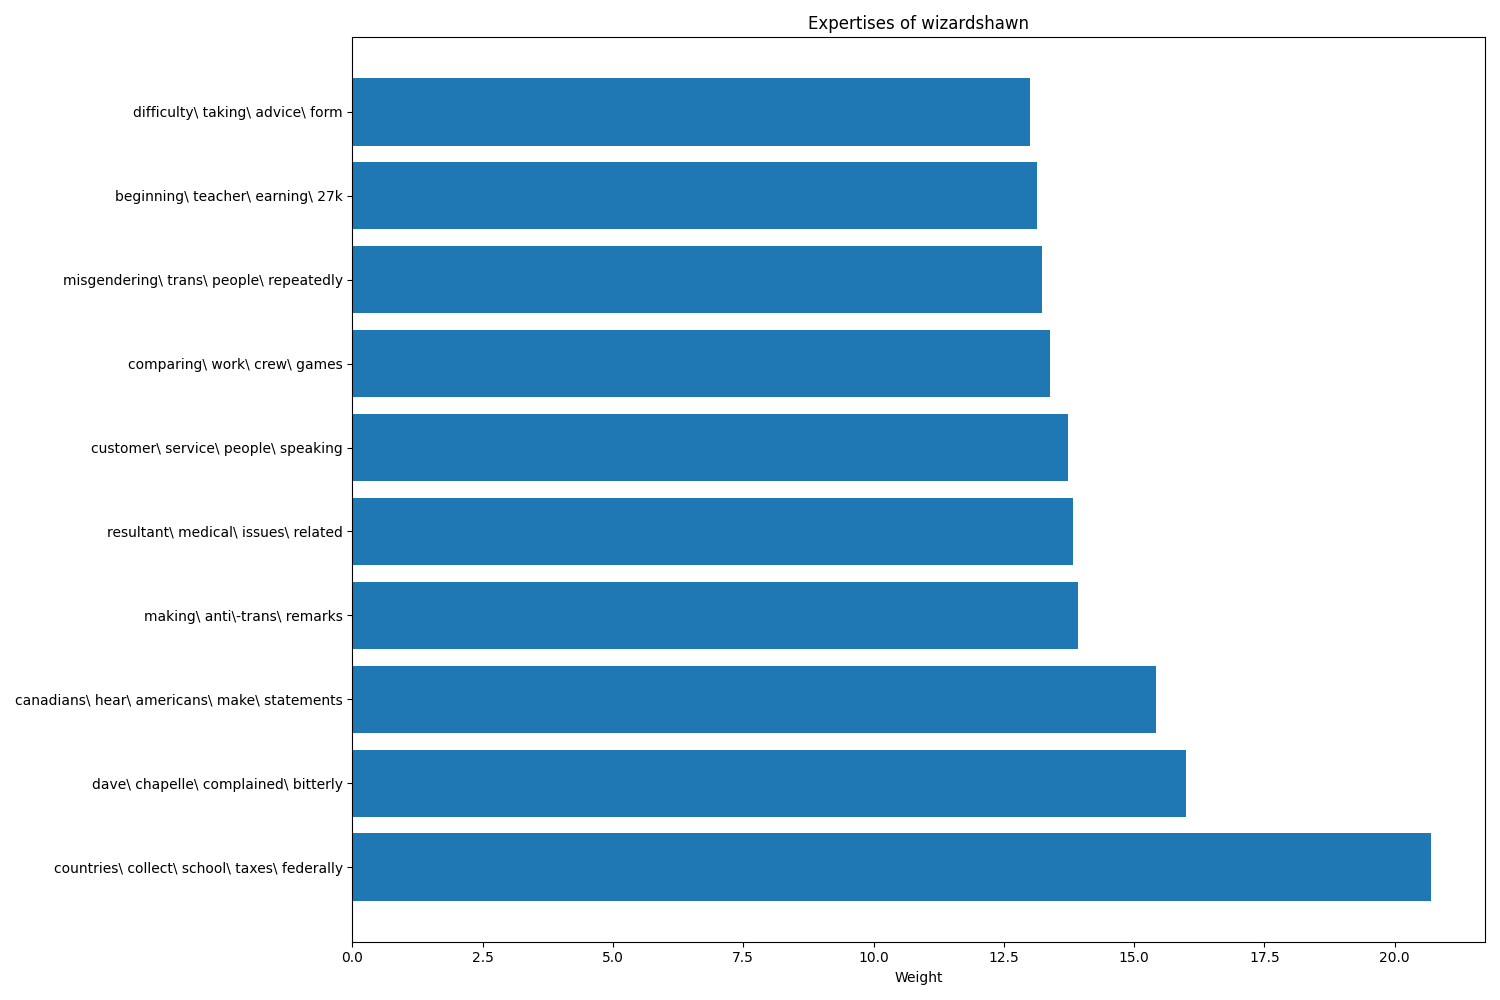 Expertises of wizardshawn
difficulty\ taking\ advice\ form
beginning\ teacher\ earning\ 27k
misgendering\ trans\ people\ repeatedly
comparing\ work\ crew\ games
customer\ service\ people\ speaking
resultant\ medical\ issues\ related
making\ anti\-trans\ remarks
canadians\ hear\ americans\ make\ statements
dave\ chapelle\ complained\ bitterly
countries\ collect\ school\ taxes\ federally
0.0 2.5 5.0 7.5 10.0 12.5 15.0 17.5 20.0
Weight